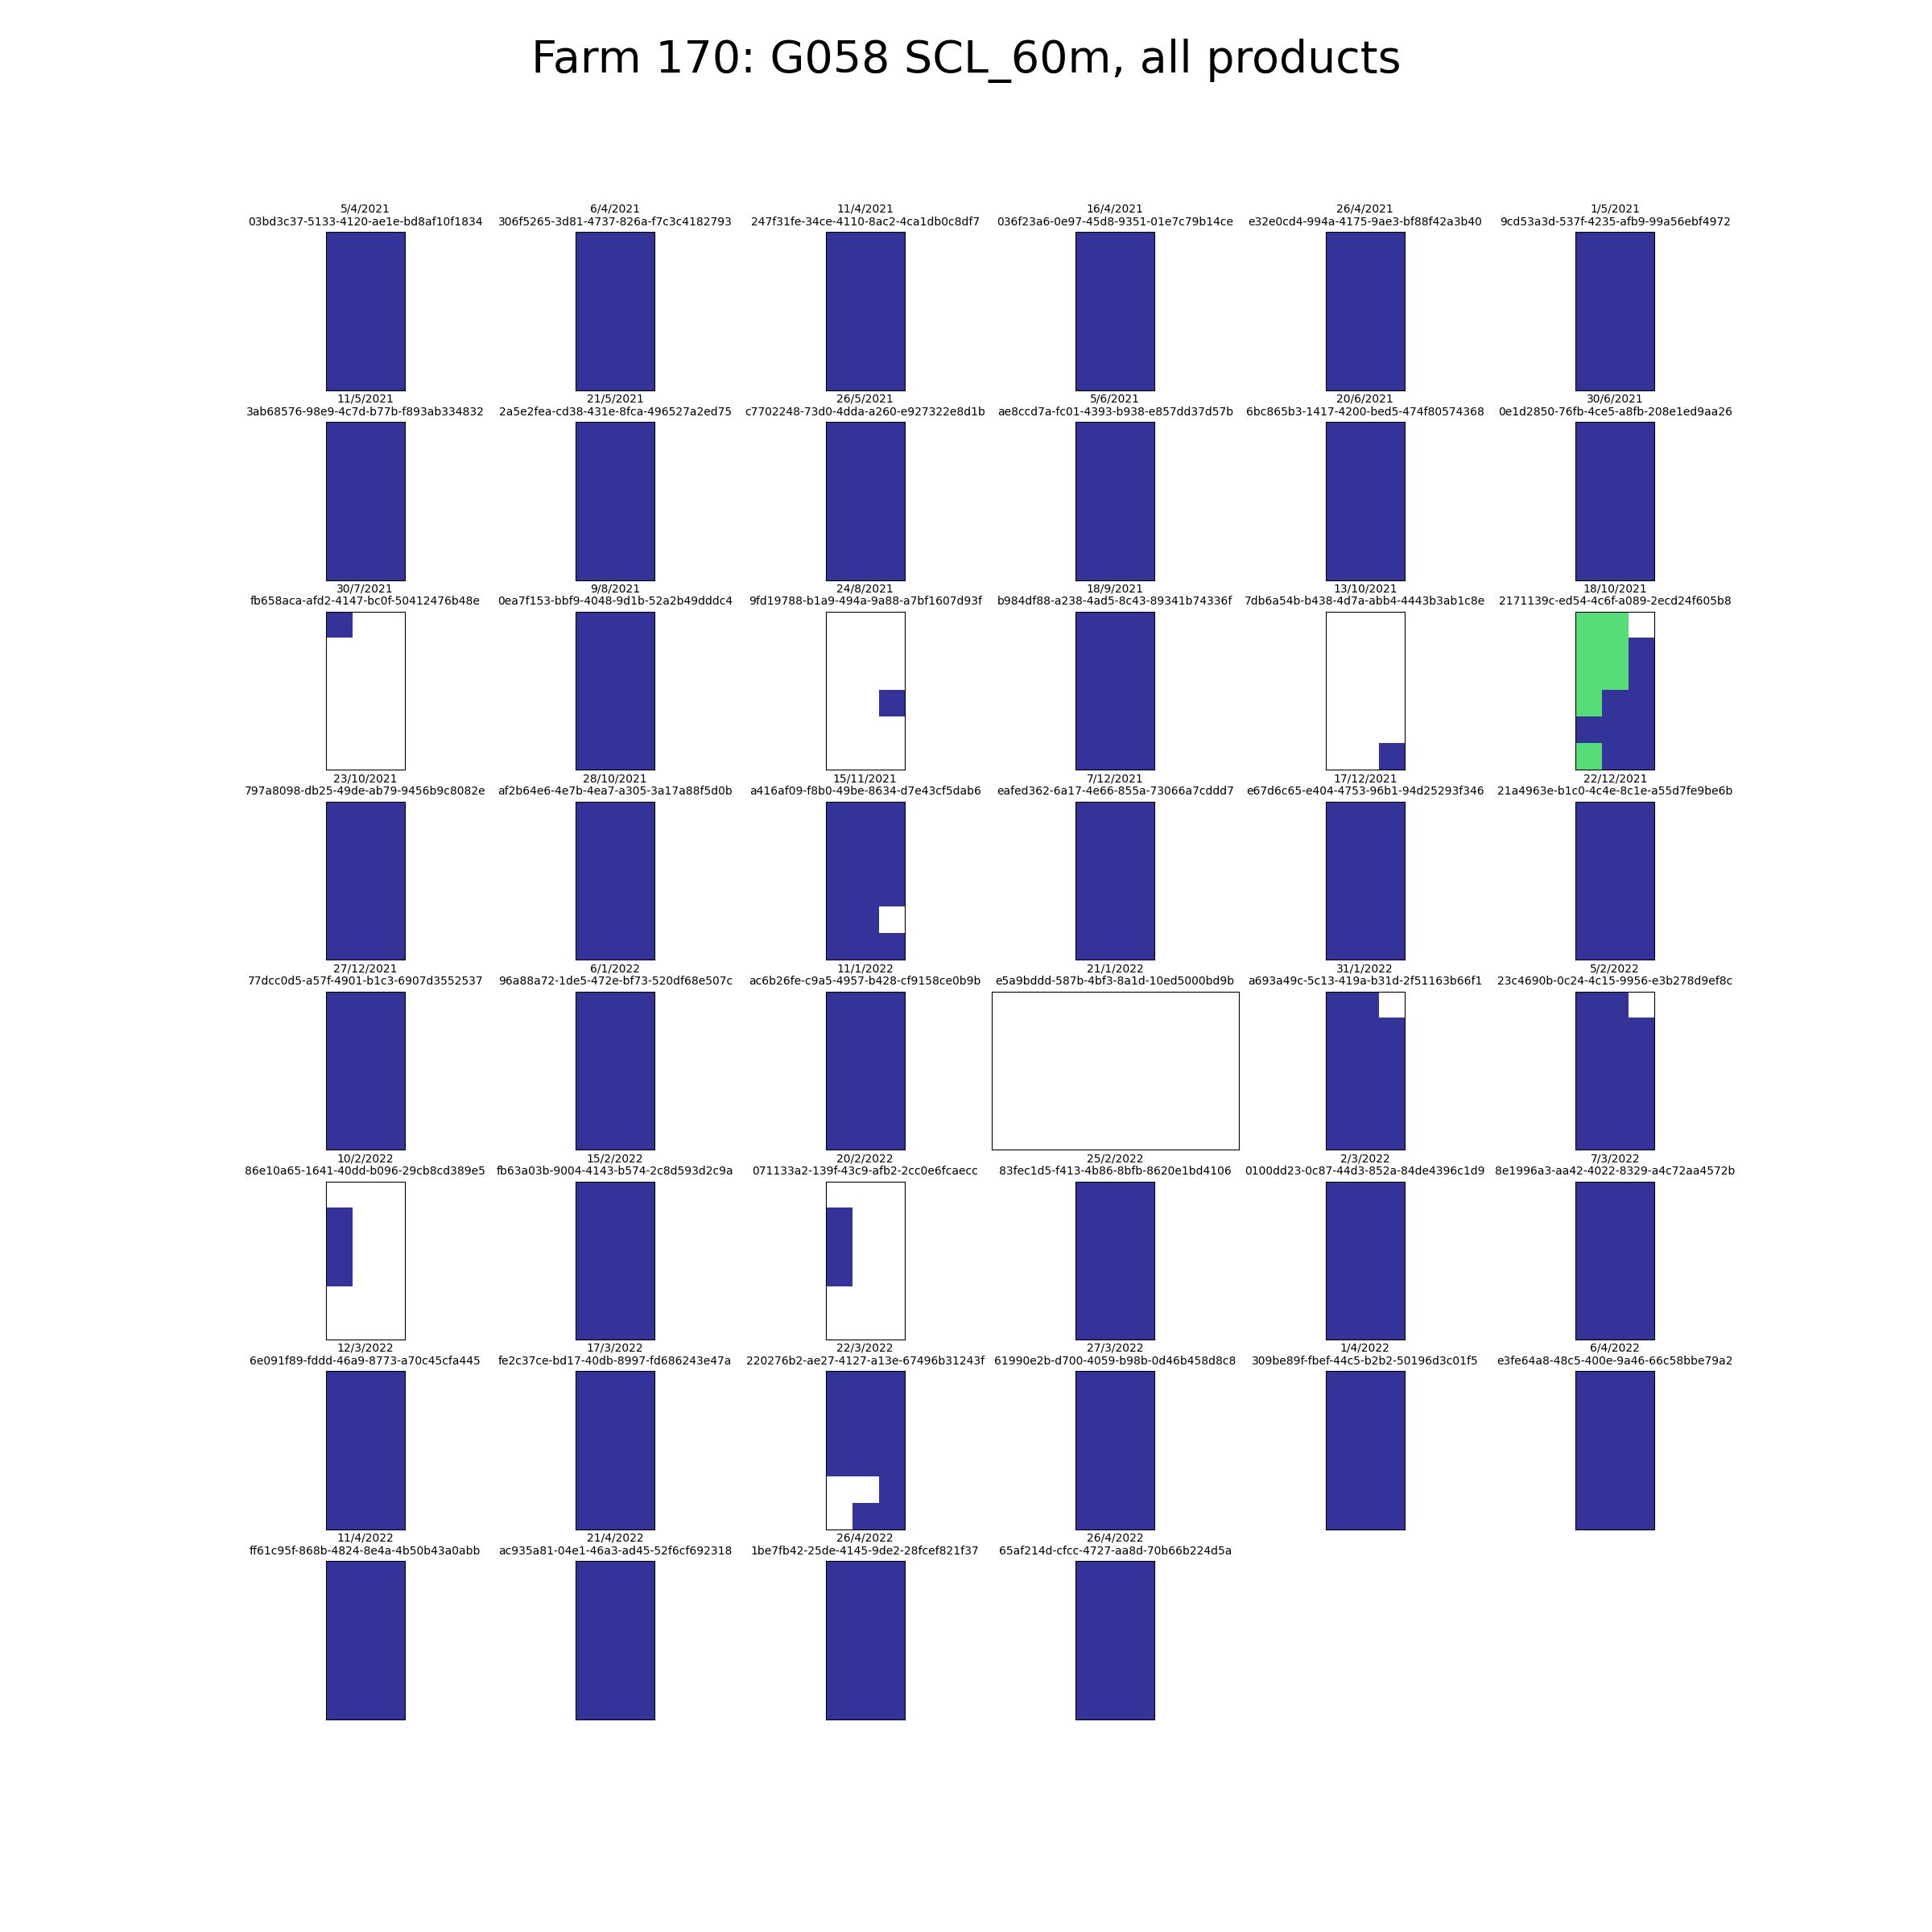 Farm 170: G058 SCL_60m, all products
5/4/2021
03bd3c37-5133-4120-ae1e-bd8af10f1834
6/4/2021
306f5265-3d81-4737-826a-f7c3c4182793
11/4/2021
247f31fe-34ce-4110-8ac2-4ca1db0c8df7
16/4/2021
036f23a6-0e97-45d8-9351-01e7c79b14ce
26/4/2021
e32e0cd4-994a-4175-9ae3-bf88f42a3b40
1/5/2021
9cd53a3d-537f-4235-afb9-99a56ebf4972
11/5/2021
3ab68576-98e9-4c7d-b77b-f893ab334832
21/5/2021
2a5e2fea-cd38-431e-8fca-496527a2ed75
26/5/2021
c7702248-73d0-4dda-a260-e927322e8d1b
5/6/2021
ae8ccd7a-fc01-4393-b938-e857dd37d57b
20/6/2021
6bc865b3-1417-4200-bed5-474f80574368
30/6/2021
0e1d2850-76fb-4ce5-a8fb-208e1ed9aa26
30/7/2021
fb658aca-afd2-4147-bc0f-50412476b48e
9/8/2021
0ea7f153-bbf9-4048-9d1b-52a2b49dddc4
24/8/2021
9fd19788-b1a9-494a-9a88-a7bf1607d93f
18/9/2021
b984df88-a238-4ad5-8c43-89341b74336f
13/10/2021
7db6a54b-b438-4d7a-abb4-4443b3ab1c8e
18/10/2021
2171139c-ed54-4c6f-a089-2ecd24f605b8
23/10/2021
797a8098-db25-49de-ab79-9456b9c8082e
28/10/2021
af2b64e6-4e7b-4ea7-a305-3a17a88f5d0b
15/11/2021
a416af09-f8b0-49be-8634-d7e43cf5dab6
7/12/2021
eafed362-6a17-4e66-855a-73066a7cddd7
17/12/2021
e67d6c65-e404-4753-96b1-94d25293f346
22/12/2021
21a4963e-b1c0-4c4e-8c1e-a55d7fe9be6b
27/12/2021
77dcc0d5-a57f-4901-b1c3-6907d3552537
6/1/2022
96a88a72-1de5-472e-bf73-520df68e507c
11/1/2022
ac6b26fe-c9a5-4957-b428-cf9158ce0b9b
21/1/2022
e5a9bddd-587b-4bf3-8a1d-10ed5000bd9b
31/1/2022
a693a49c-5c13-419a-b31d-2f51163b66f1
5/2/2022
23c4690b-0c24-4c15-9956-e3b278d9ef8c
10/2/2022
86e10a65-1641-40dd-b096-29cb8cd389e5
15/2/2022
fb63a03b-9004-4143-b574-2c8d593d2c9a
20/2/2022
071133a2-139f-43c9-afb2-2cc0e6fcaecc
25/2/2022
83fec1d5-f413-4b86-8bfb-8620e1bd4106
2/3/2022
0100dd23-0c87-44d3-852a-84de4396c1d9
7/3/2022
8e1996a3-aa42-4022-8329-a4c72aa4572b
12/3/2022
6e091f89-fddd-46a9-8773-a70c45cfa445
17/3/2022
fe2c37ce-bd17-40db-8997-fd686243e47a
22/3/2022
220276b2-ae27-4127-a13e-67496b31243f
27/3/2022
61990e2b-d700-4059-b98b-0d46b458d8c8
1/4/2022
309be89f-fbef-44c5-b2b2-50196d3c01f5
6/4/2022
e3fe64a8-48c5-400e-9a46-66c58bbe79a2
11/4/2022
ff61c95f-868b-4824-8e4a-4b50b43a0abb
21/4/2022
ac935a81-04e1-46a3-ad45-52f6cf692318
26/4/2022
1be7fb42-25de-4145-9de2-28fcef821f37
26/4/2022
65af214d-cfcc-4727-aa8d-70b66b224d5a